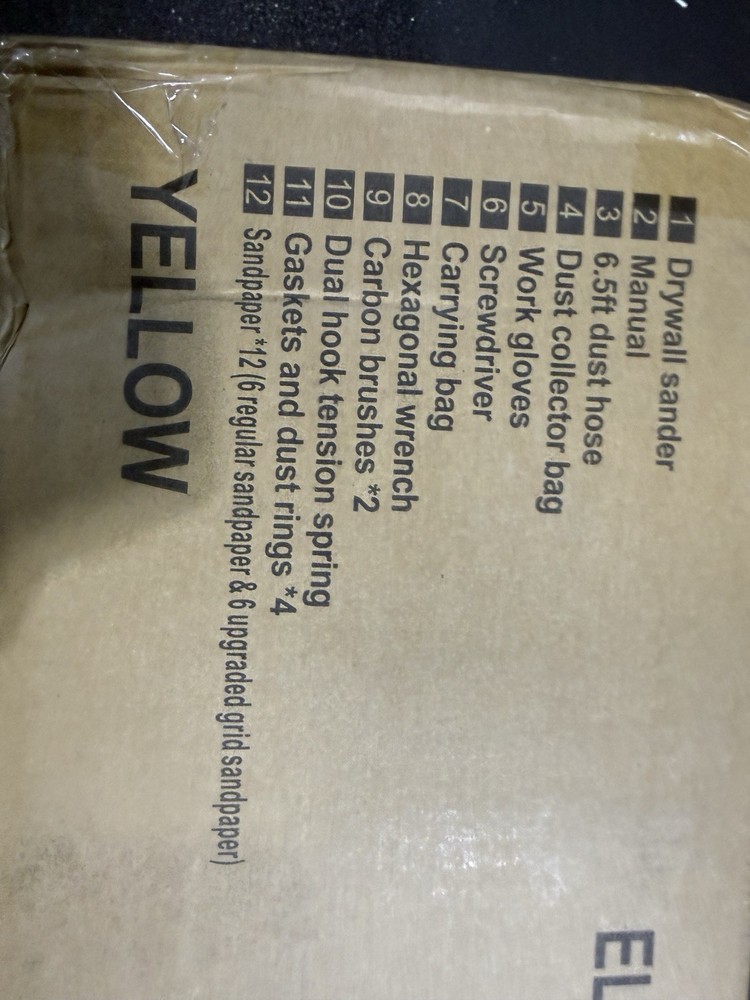 1 Drywall sander
2 Manual
3 6.5ft dust hose
4 Dust collector bag
5 Work gloves
6 Screwdriver
7 Carrying bag
8 Hexagonal wrench
9 Carbon brushes *2
10 Dual hook tension spring
11 Gaskets and dust rings *4
12 Sandpaper *12 (6 regular sandpaper & 6 upgraded grid sandpaper)
YELLOW